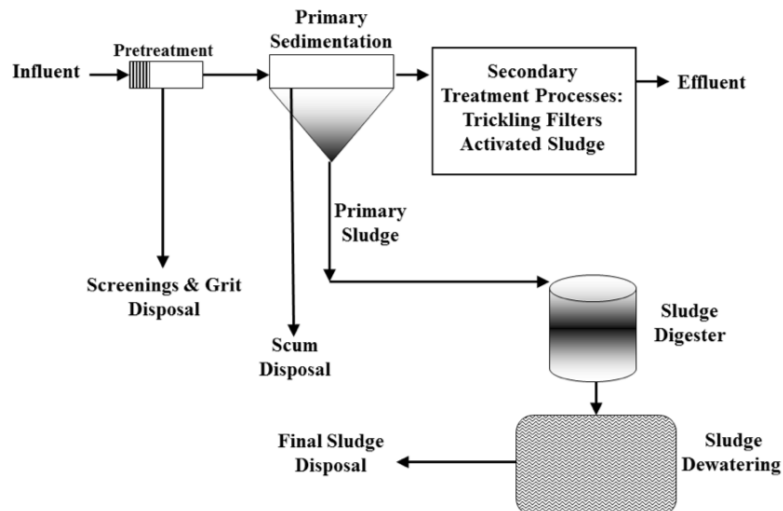 Primary
Sedimentation
Pretreatment
Influent
Secondary
Treatment Processes:
Trickling Filters
Activated Sludge
Effluent
Primary
Sludge
Screenings & Grit
Disposal
Scum
Disposal
Sludge
Digester
Final Sludge
Disposal
Sludge
Dewatering